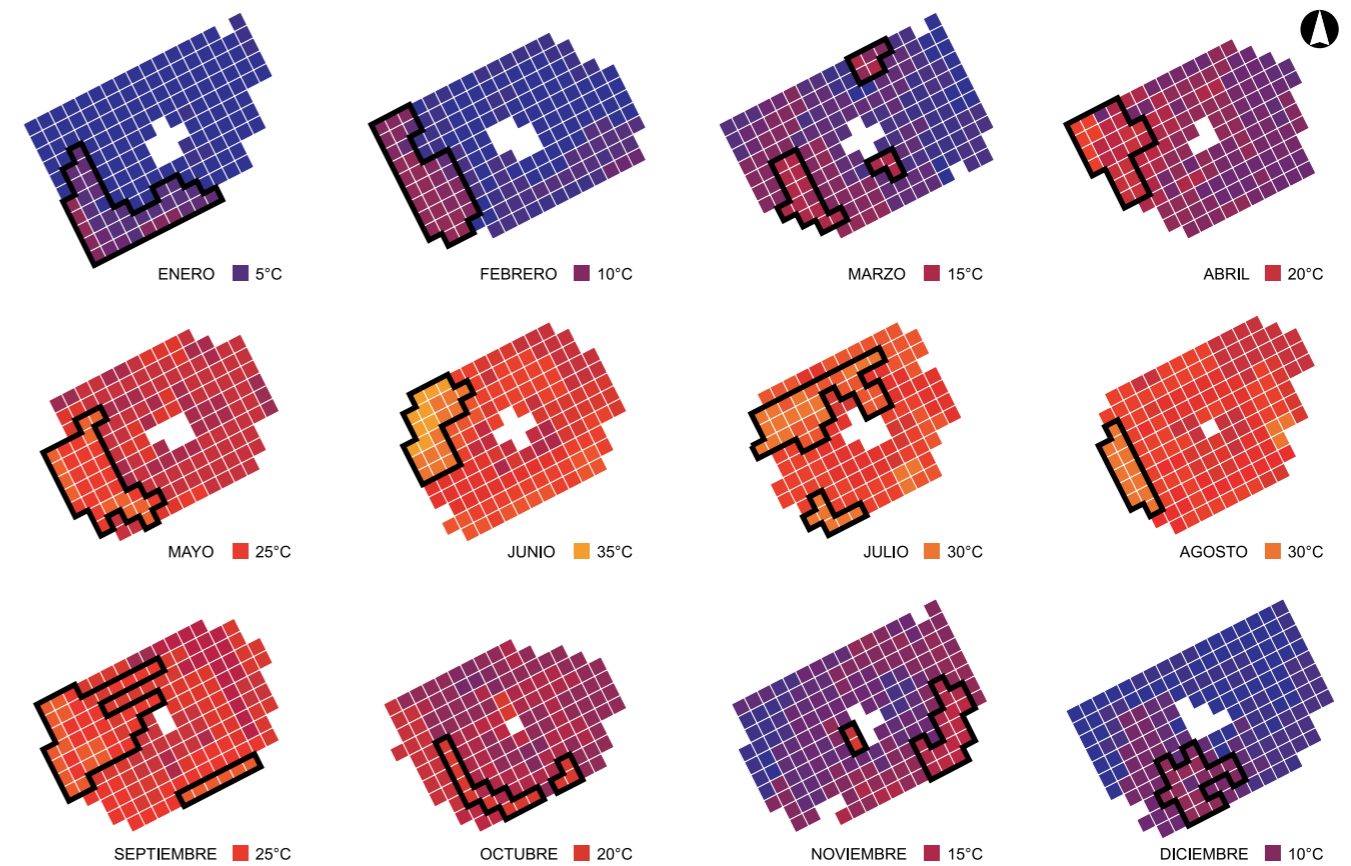 ENERO 5°C
FEBRERO 10°C
MARZO 15°C
ABRIL 20°C
MAYO 25°C
JUNIO 35°C
JULIO 30°C
AGOSTO 30°C
SEPTIEMBRE 25°C
OCTUBRE 20°C
NOVIEMBRE 15°C
DICIEMBRE 10°C